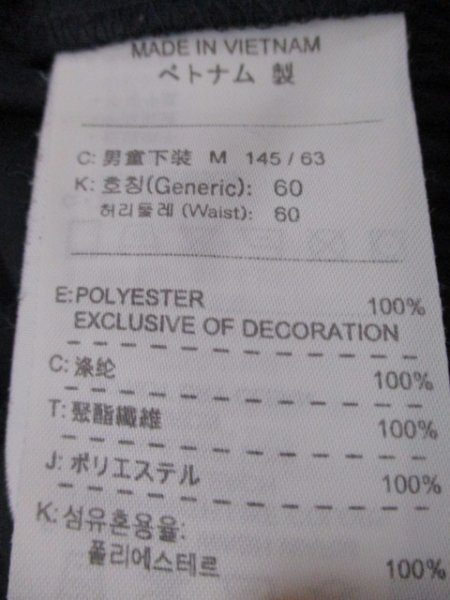 MADE IN VIETNAM
ベトナム 製
C: 男童下装 M 145 / 63
K: 호칭(Generic): 60
허리둘레 (Waist): 60
E: POLYESTER 100%
EXCLUSIVE OF DECORATION
C: 涤纶 100%
T: 聚酯纖維 100%
J: ポリエステル 100%
K: 섬유혼용율:
폴리에스테르 100%